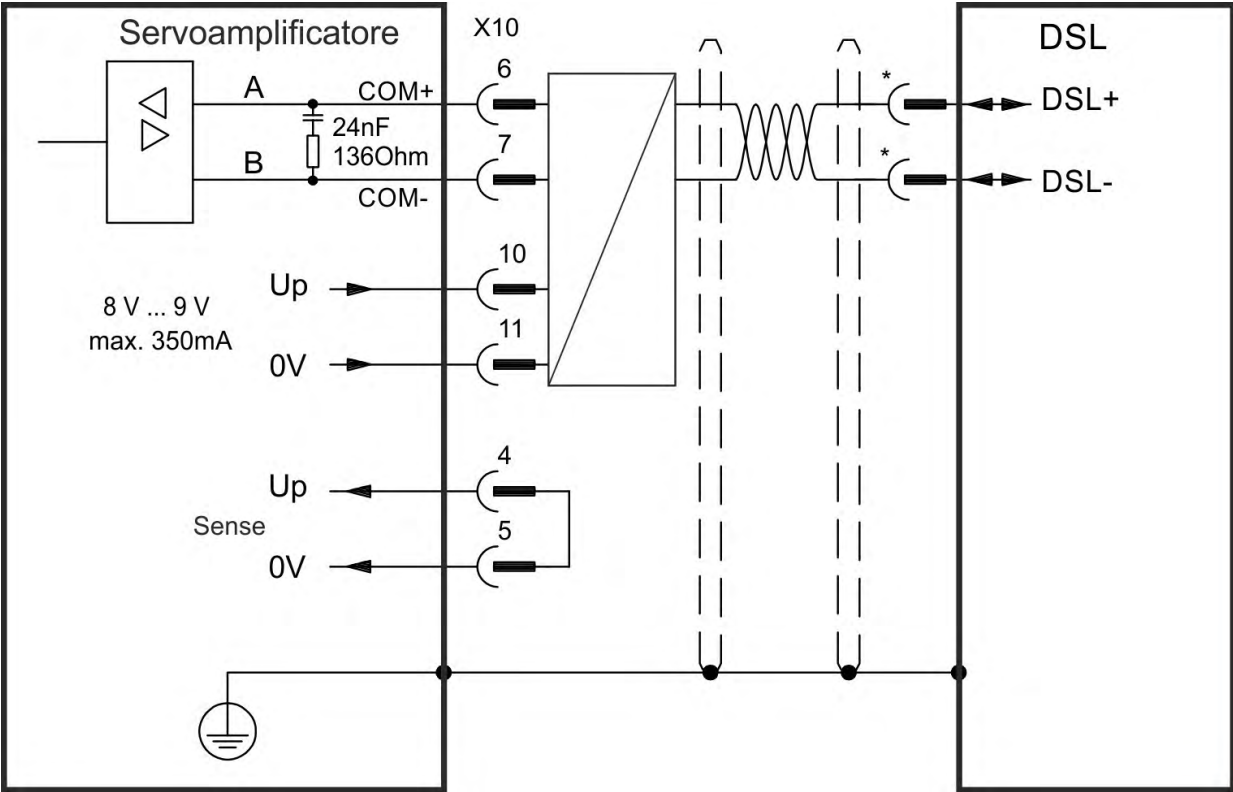 Servoamplificatore
X10
DSL
6
A
COM+
*
DSL+
24nF
136Ohm
7
B
COM-
*
DSL-
10
Up
8 V ... 9 V
max. 350mA
11
0V
4
Up
Sense
5
0V